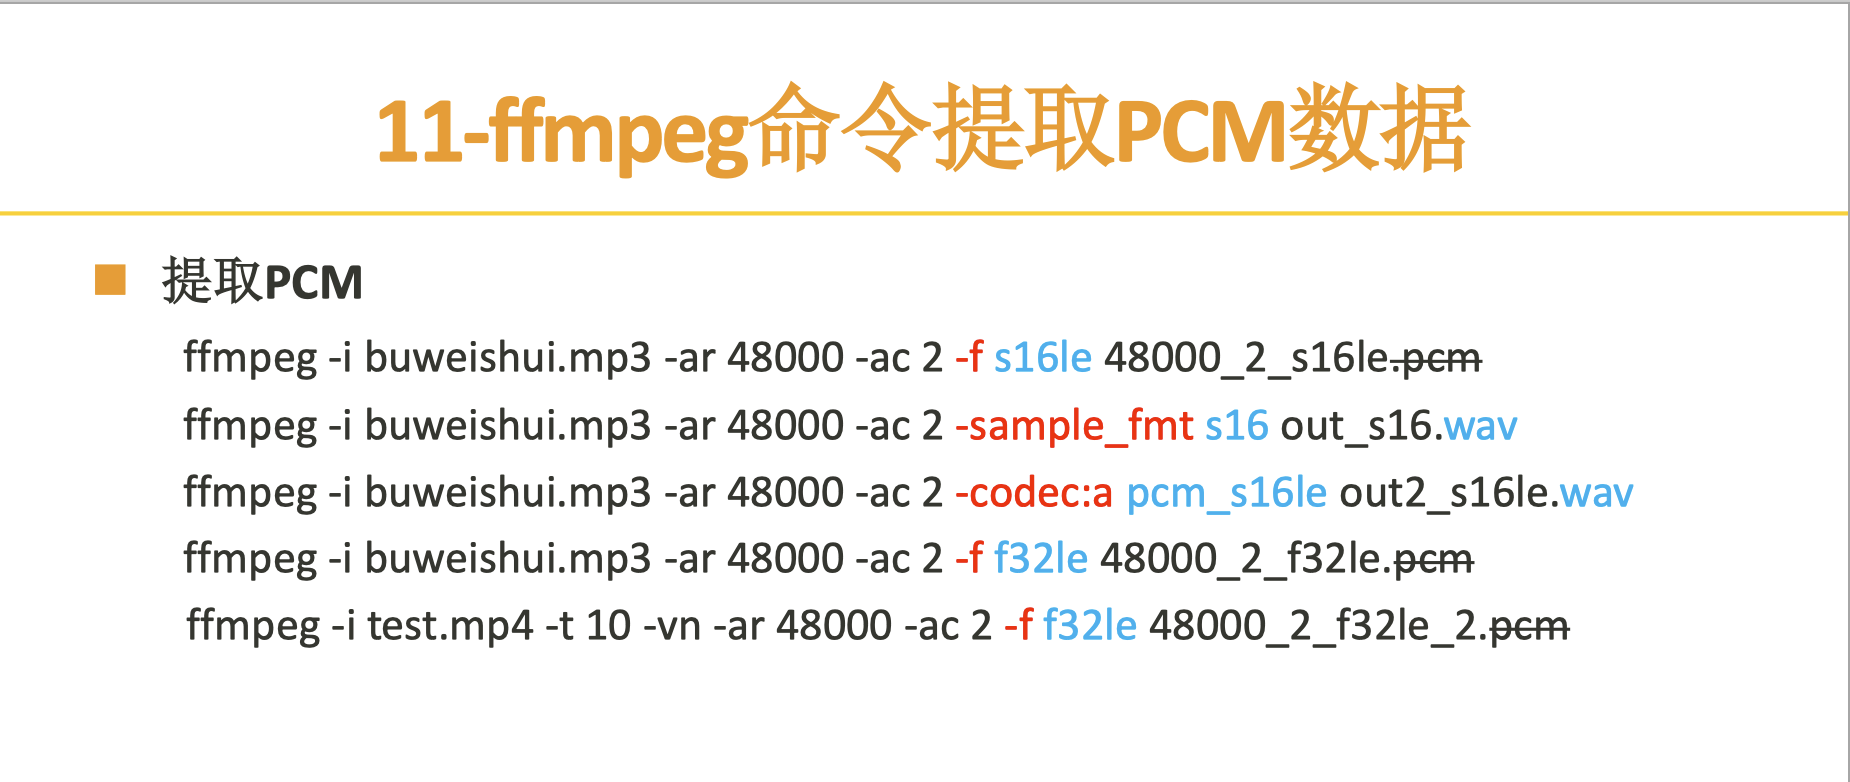 11-ffmpeg命令提取PCM数据
提取PCM
ffmpeg -i buweishui.mp3 -ar 48000 -ac 2 -f s16le 48000_2_s16le.pcm
ffmpeg -i buweishui.mp3 -ar 48000 -ac 2 -sample_fmt s16 out_s16.wav
ffmpeg -i buweishui.mp3 -ar 48000 -ac 2 -codec:a pcm_s16le out2_s16le.wav
ffmpeg -i buweishui.mp3 -ar 48000 -ac 2 -f f32le 48000_2_f32le.pcm
ffmpeg -i test.mp4 -t 10 -vn -ar 48000 -ac 2 -f f32le 48000_2_f32le_2.pcm